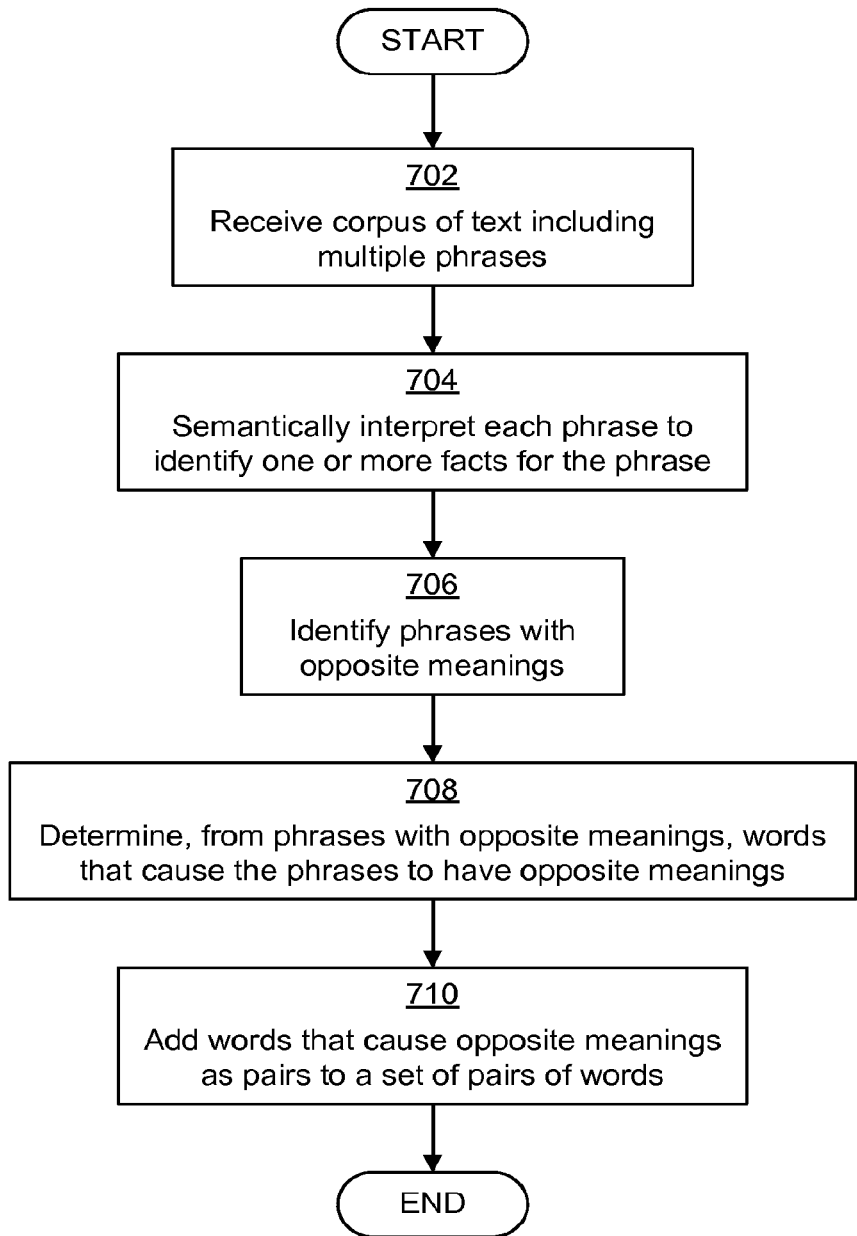 START
702
Receive corpus of text including
multiple phrases
704
Semantically interpret each phrase to
identify one or more facts for the phrase
706
Identify phrases with
opposite meanings
708
Determine, from phrases with opposite meanings, words
that cause the phrases to have opposite meanings
710
Add words that cause opposite meanings
as pairs to a set of pairs of words
END